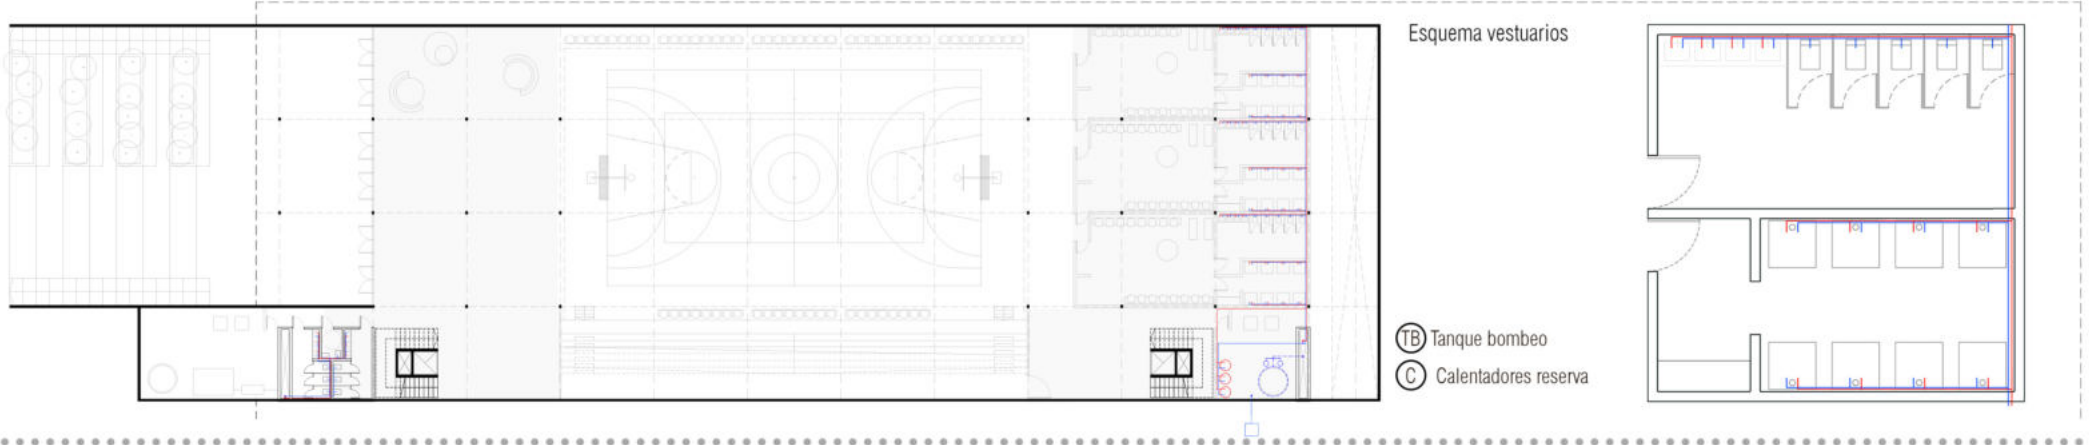 Esquema vestuarios
TB Tanque bombeo
C Calentadores reserva